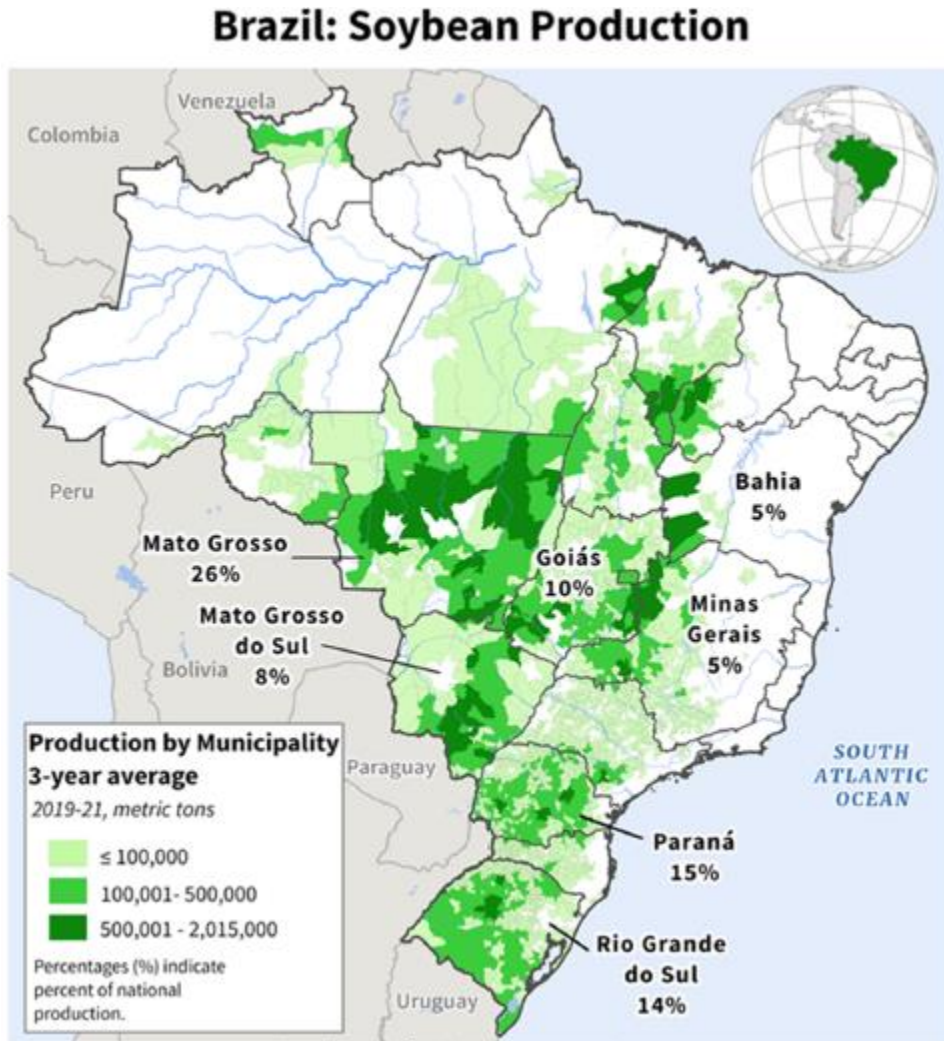 Brazil: Soybean Production
Venezuela
Colombia
Peru
Bahia
5%
Mato Grosso
26%
Goiás
10%
Mato Grosso
do Sul
8%
Minas
Gerais
5%
Bolivia
Production by Municipality
3-year average
2019-21, metric tons
≤ 100,000
100,001- 500,000
500,001 - 2,015,000
Percentages (%) indicate
percent of national
production.
Paraguay
SOUTH
ATLANTIC
OCEAN
Paraná
15%
Rio Grande
do Sul
14%
Uruguay